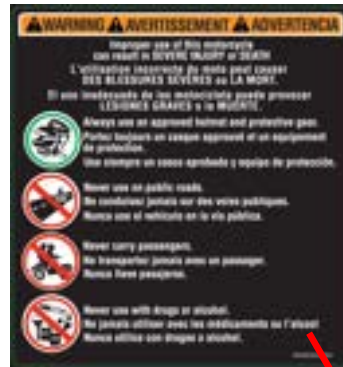 WARNING AVERTISSEMENT ADVERTENCIA
Improper use of this motorcycle
can result in SEVERE INJURY or DEATH
L'utilisation incorrecte du moto peut causer
DES BLESSURES SÉVÈRES ou LA MORT.
El uso inadecuado de los motociclista puede provocar
LESIONES GRAVES o la MUERTE.
Always use an approved helmet and protective gear.
Portez toujours un casque approuvé et un equipement
de protection.
Use siempre un casco aprobado y equipo de protección.
Never use on public roads.
Ne conduisez jamais sur des voies publiques.
Nunca use el vehículo en la vía pública.
Never carry passengers.
Ne transportez jamais avec un passager.
Nunca lleve pasajeros.
Never use with drugs or alcohol.
Ne jamais utiliser avec les médicaments ou l'alcool
Nunca utilice con drogas o alcohol.